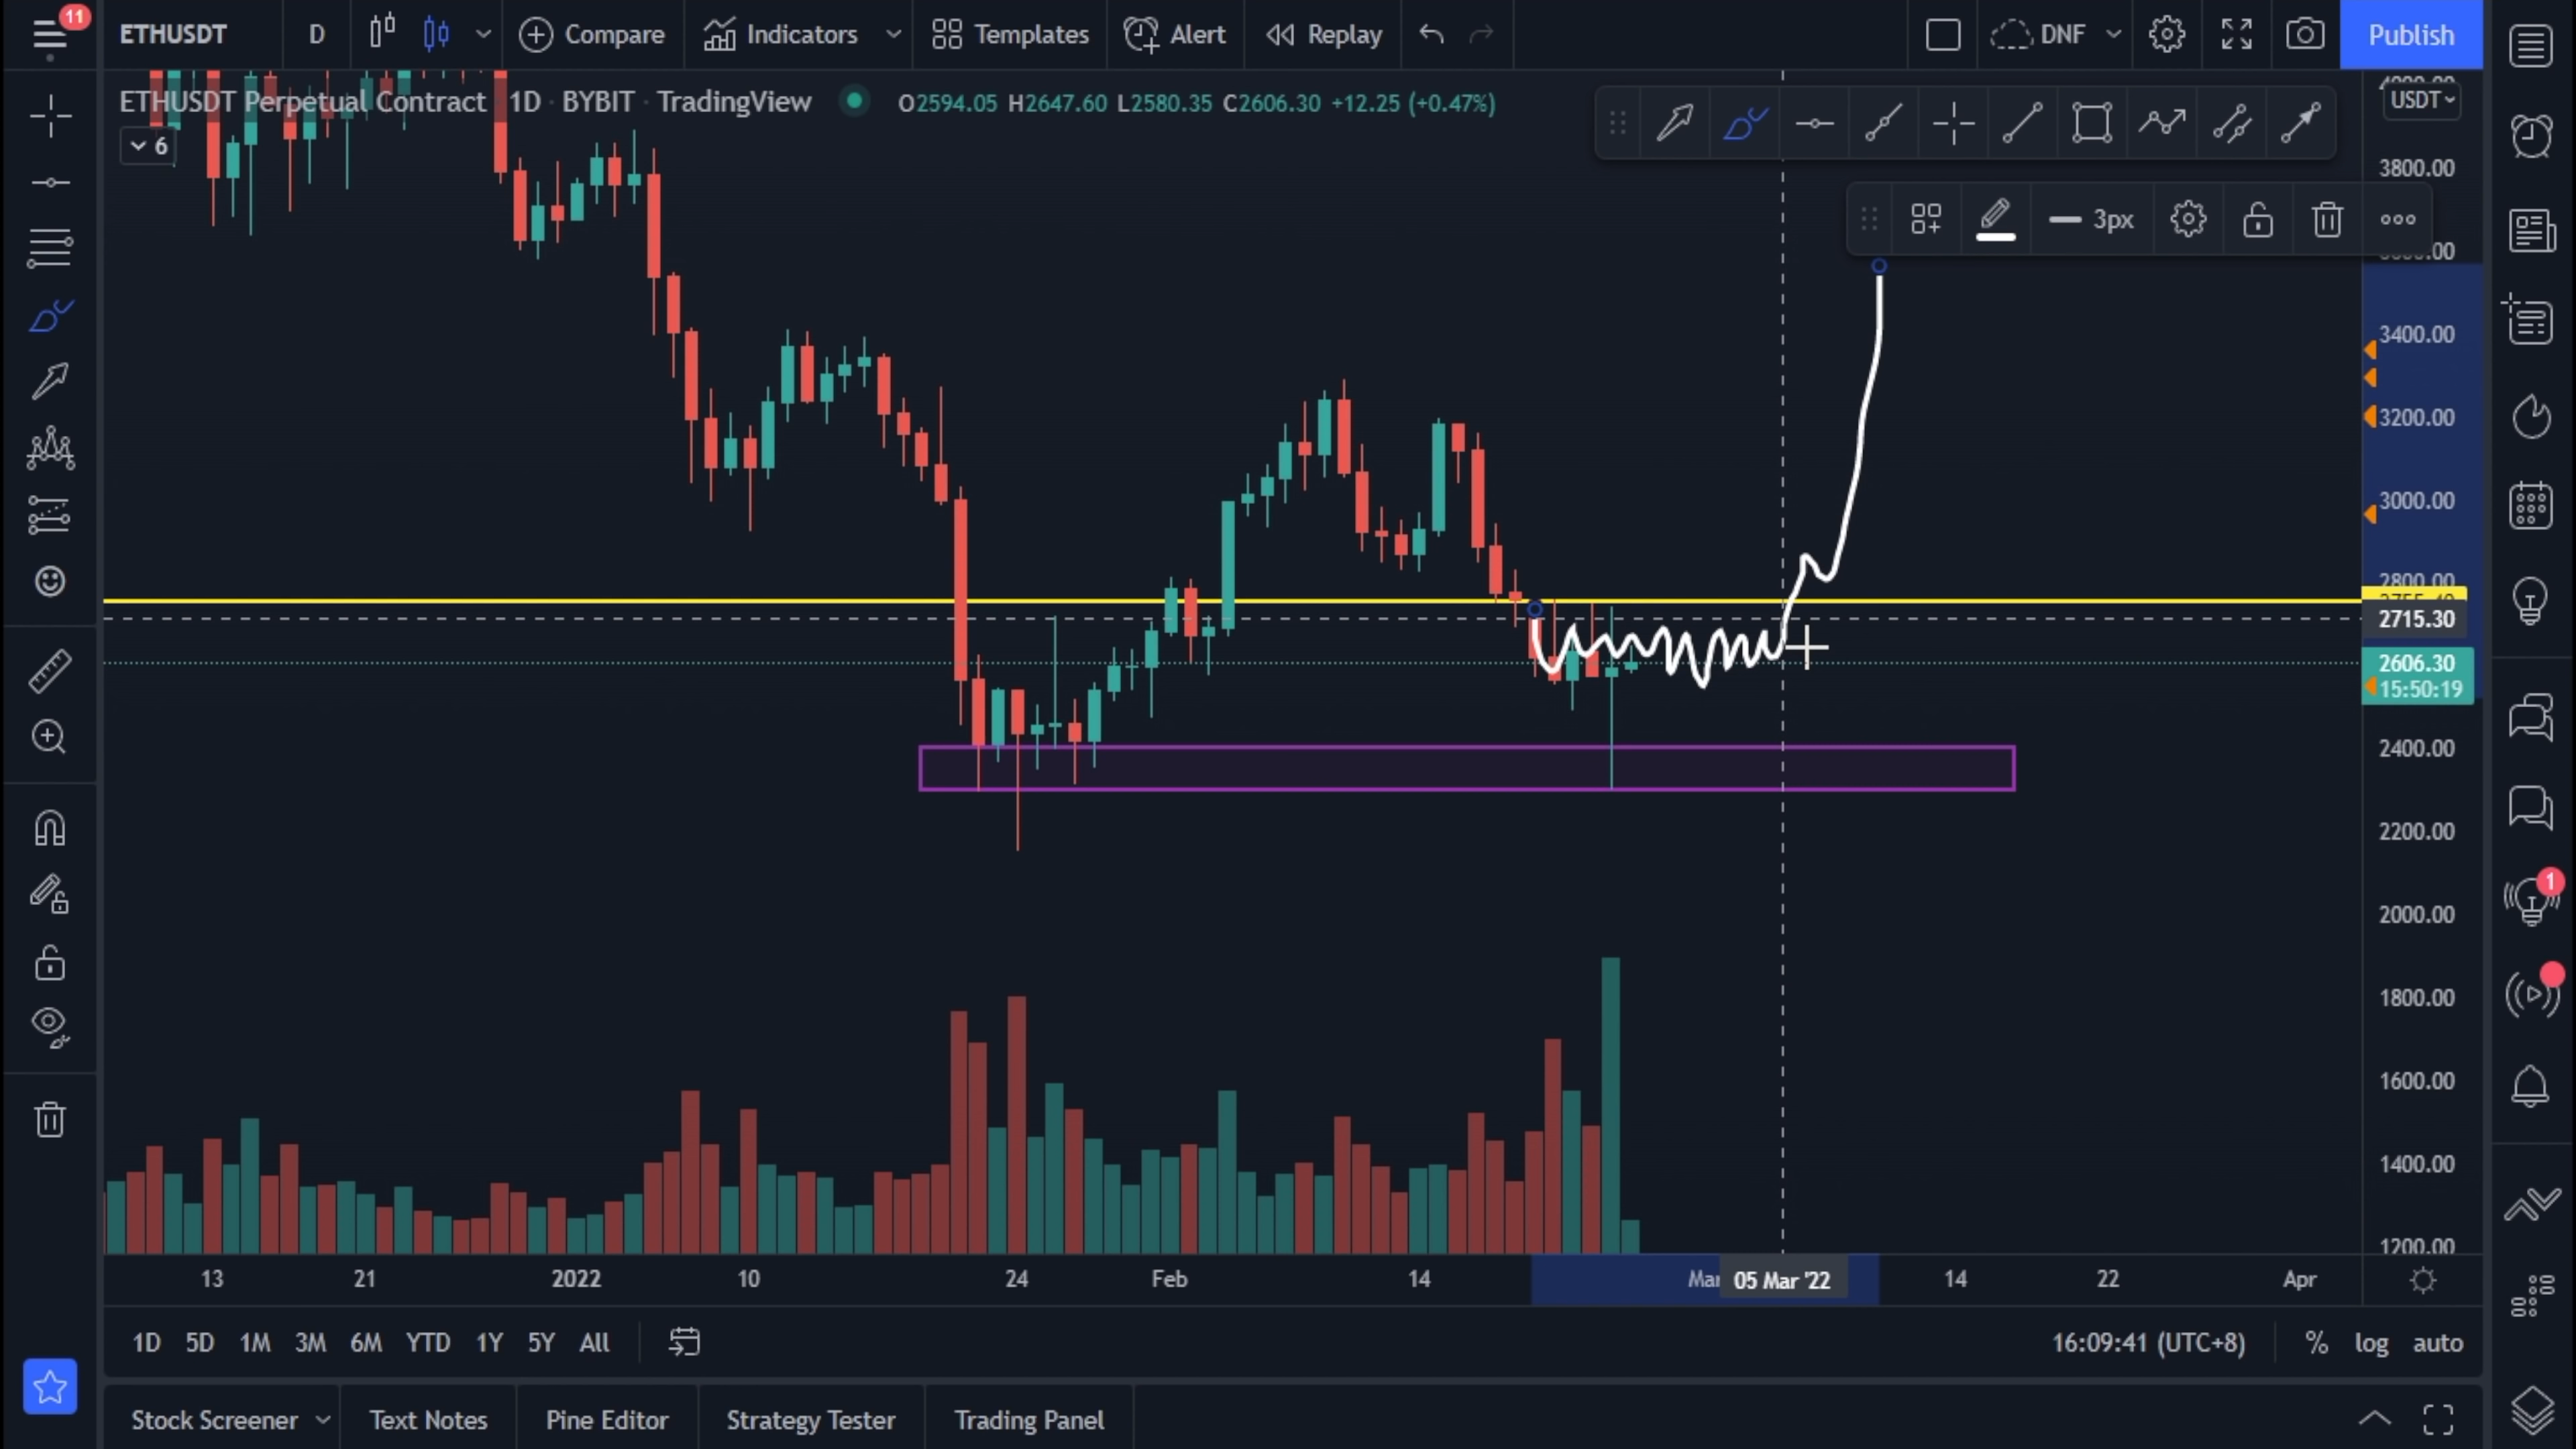 11
ETHUSDT D Compare Indicators Templates Alert Replay DNF Publish
ETHUSDT Perpetual Contract · 1D · BYBIT · TradingView O2594.05 H2647.60 L2580.35 C2606.30 +12.25 (+0.47%)
USDT
6
3800.00
3px
3400.00
3200.00
3000.00
2800.00
2715.30
2606.30
15:50:19
2400.00
2200.00
2000.00
1
1800.00
1600.00
1400.00
1200.00
13 21 2022 10 24 Feb 14 Mar 05 Mar '22 14 22 Apr
1D 5D 1M 3M 6M YTD 1Y 5Y All 16:09:41 (UTC+8) % log auto
Stock Screener Text Notes Pine Editor Strategy Tester Trading Panel